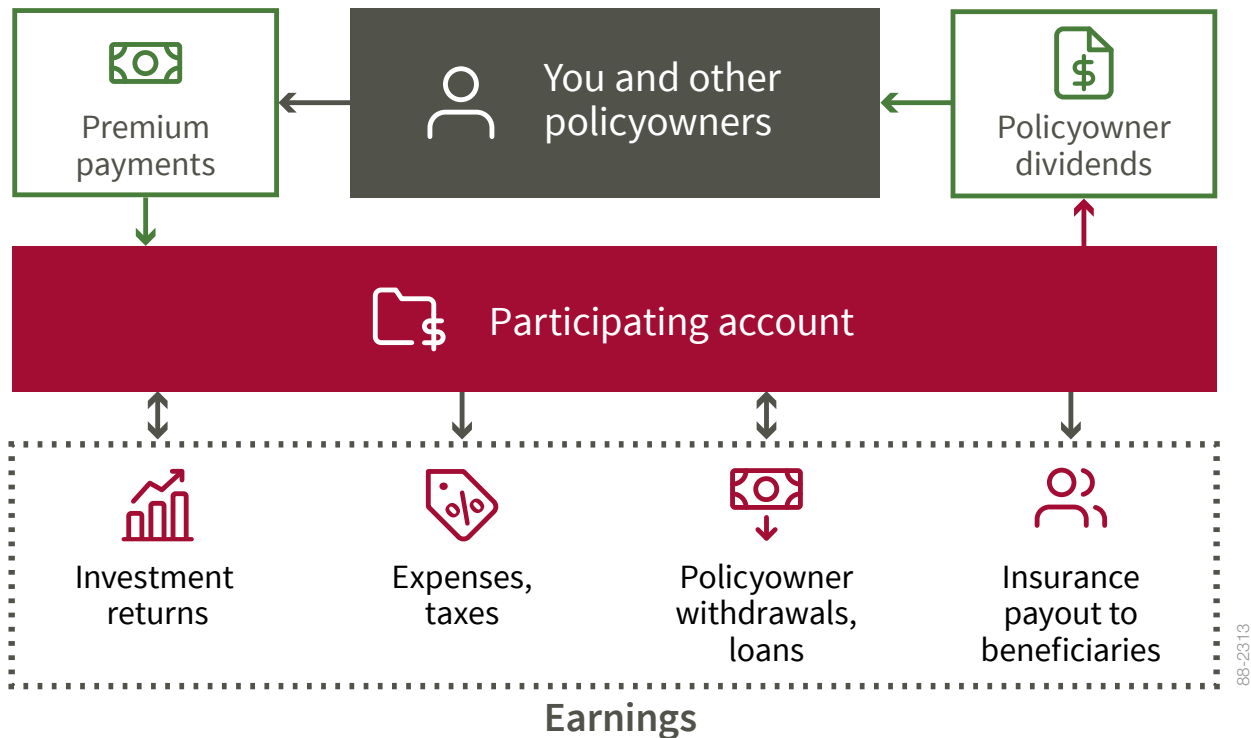 Premium
payments
You and other
policyowners
Policyowner
dividends
Participating account
Investment
returns
Expenses,
taxes
Policyowner
withdrawals,
loans
Insurance
payout to
beneficiaries
Earnings
88-2313